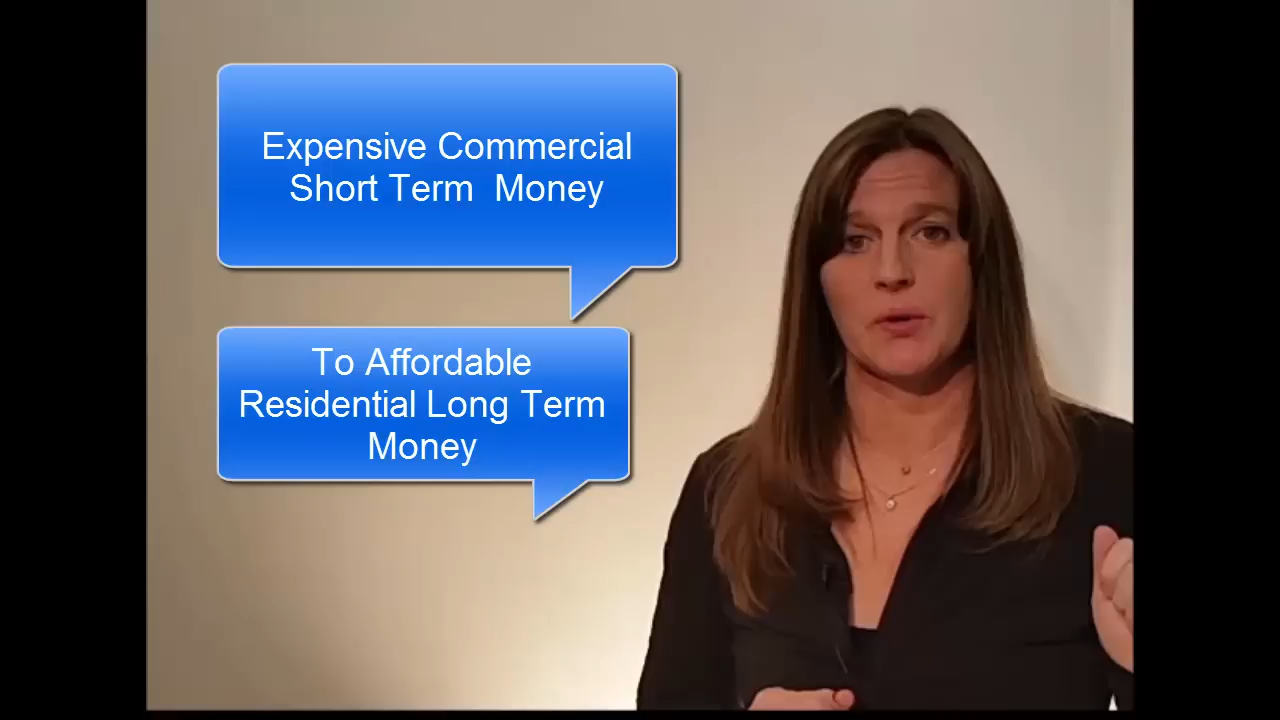 Expensive Commercial
Short Term  Money
To Affordable
Residential Long Term
Money